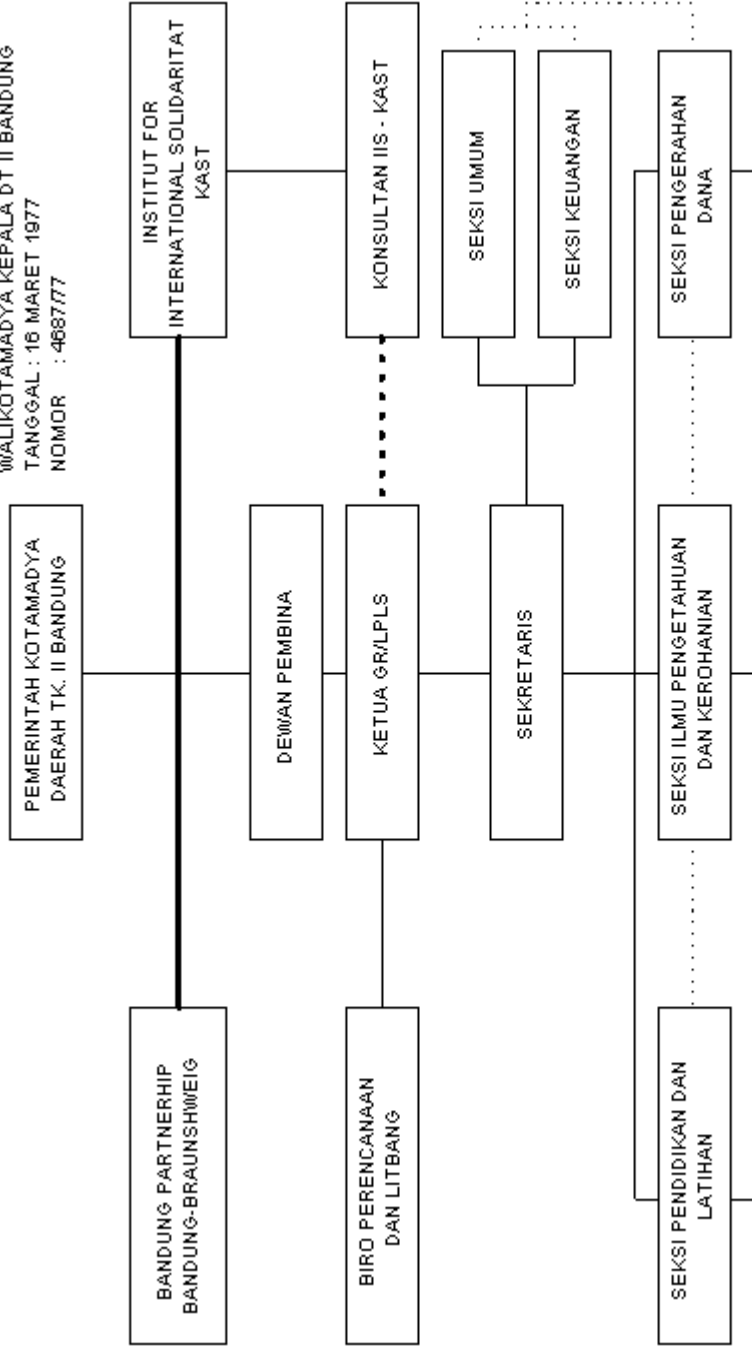 WALIKOTAMADYA KEPALA DT II BANDUNG
TANGGAL : 16 MARET 1977
NOMOR : 4687/77
PEMERINTAH KOTAMADYA
DAERAH TK. II BANDUNG
BANDUNG PARTNERHIP
BANDUNG-BRAUNSHWEIG
INSTITUT FOR
INTERNATIONAL SOLIDARITAT
KAST
DEWAN PEMBINA
BIRO PERENCANAAN
DAN LITBANG
KETUA GR/LPLS
KONSULTAN IIS - KAST
SEKRETARIS
SEKSI UMUM
SEKSI KEUANGAN
SEKSI PENDIDIKAN DAN
LATIHAN
SEKSI ILMU PENGETAHUAN
DAN KEROHANIAN
SEKSI PENGERAHAN
DANA